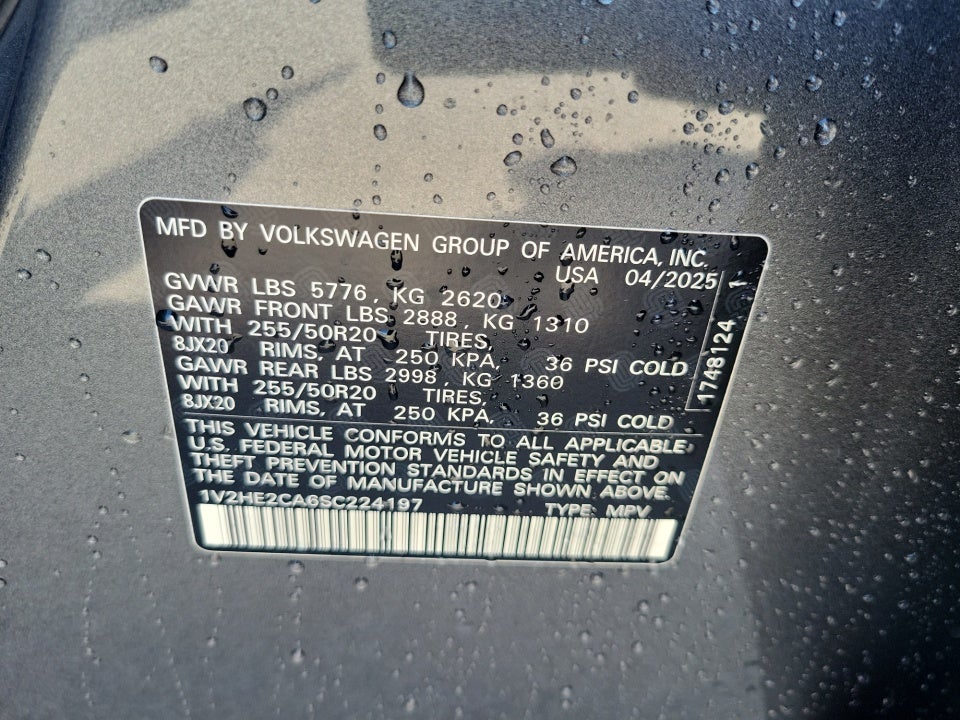 MFD BY VOLKSWAGEN GROUP OF AMERICA, INC.
USA 04/2025
GVWR LBS 5776, KG 2620
GAWR FRONT LBS 2888, KG 1310
WITH 255/50R20 TIRES,
8JX20 RIMS, AT 250 KPA, 36 PSI COLD
GAWR REAR LBS 2998, KG 1360
WITH 255/50R20 TIRES,
8JX20 RIMS, AT 250 KPA, 36 PSI COLD
THIS VEHICLE CONFORMS TO ALL APPLICABLE
U.S. FEDERAL MOTOR VEHICLE SAFETY AND
THEFT PREVENTION STANDARDS IN EFFECT ON
THE DATE OF MANUFACTURE SHOWN ABOVE.
1V2HE2CA6SC224197 TYPE: MPV
1748124 1